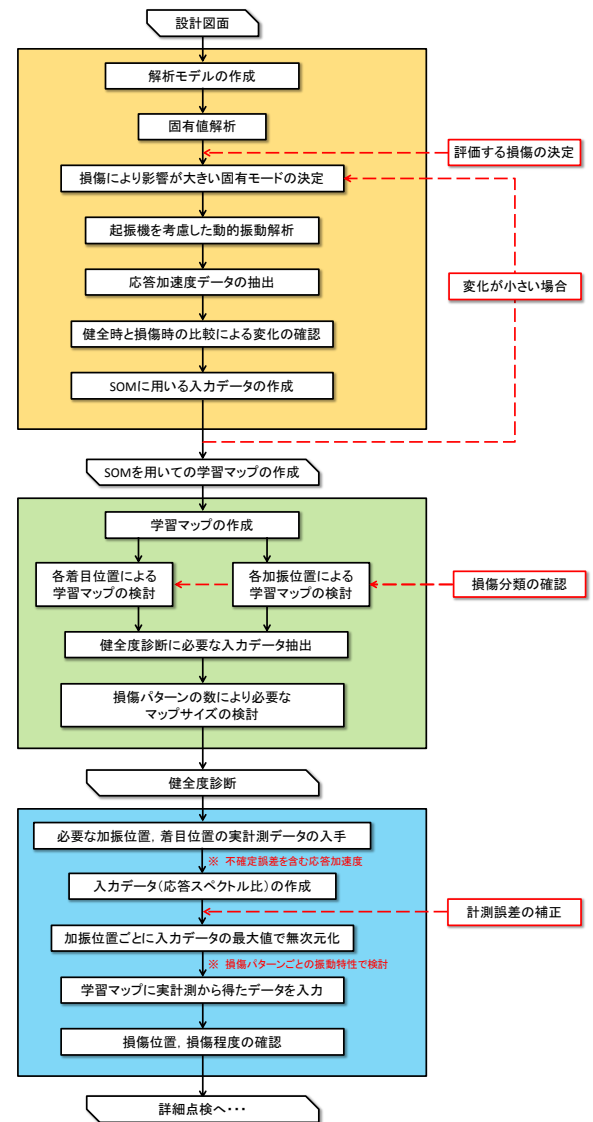 設計図面
解析モデルの作成
固有値解析
評価する損傷の決定
損傷により影響が大きい固有モードの決定
起振機を考慮した動的振動解析
応答加速度データの抽出
変化が小さい場合
健全時と損傷時の比較による変化の確認
SOMに用いる入力データの作成
SOMを用いての学習マップの作成
学習マップの作成
各着目位置による
学習マップの検討
各加振位置による
学習マップの検討
損傷分類の確認
健全度診断に必要な入力データ抽出
損傷パターンの数により必要な
マップサイズの検討
健全度診断
必要な加振位置, 着目位置の実計測データの入手
※ 不確定誤差を含む応答加速度
入力データ(応答スペクトル比)の作成
計測誤差の補正
加振位置ごとに入力データの最大値で無次元化
※ 損傷パターンごとの振動特性で検討
学習マップに実計測から得たデータを入力
損傷位置, 損傷程度の確認
詳細点検へ・・・